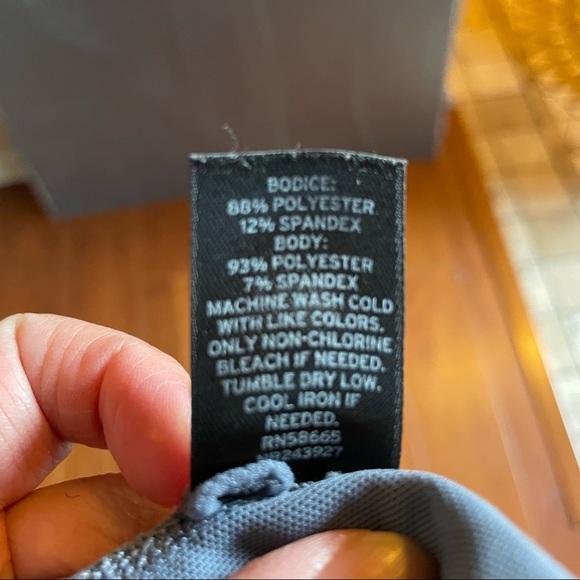 BODICE:
88% POLYESTER
12% SPANDEX
BODY:
93% POLYESTER
7% SPANDEX
MACHINE WASH COLD
WITH LIKE COLORS.
ONLY NON-CHLORINE
BLEACH IF NEEDED.
TUMBLE DRY LOW.
COOL IRON IF
NEEDED.
RN58665